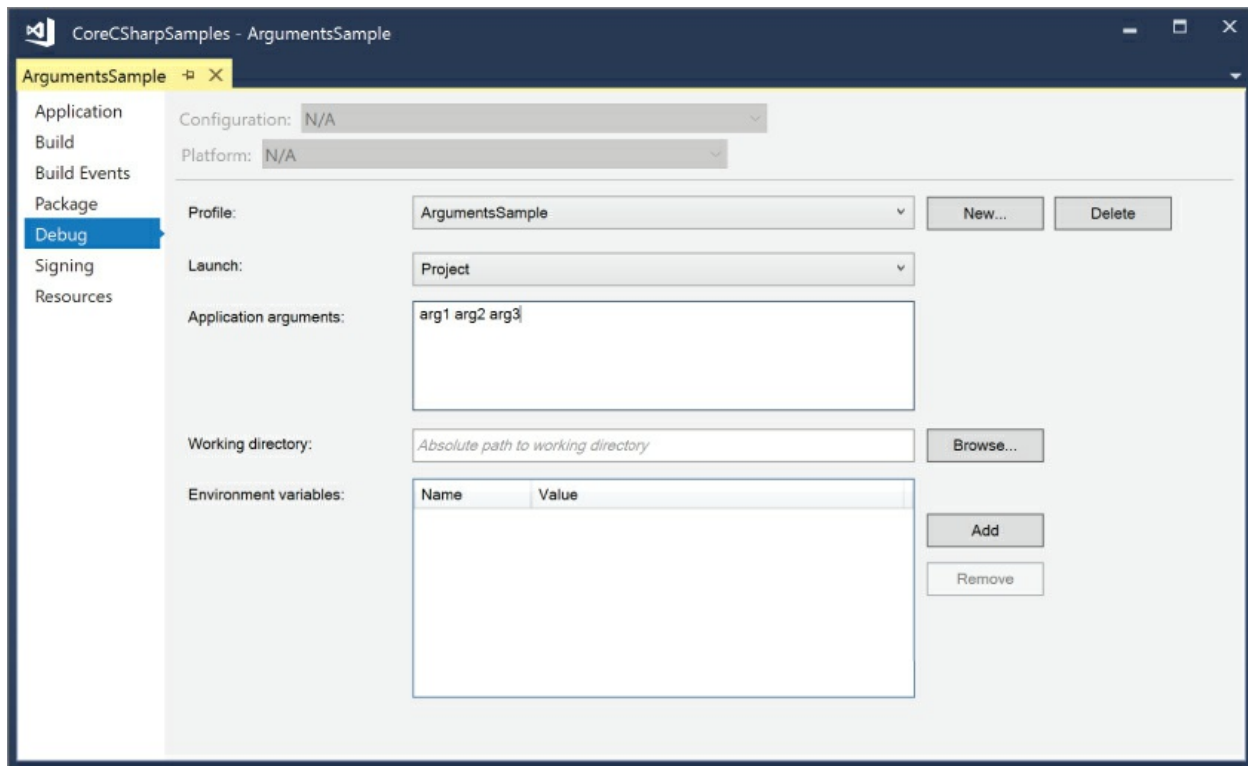 CoreCSharpSamples - ArgumentsSample
ArgumentsSample
Application
Build
Build Events
Package
Debug
Signing
Resources
Configuration: N/A
Platform: N/A
Profile: ArgumentsSample New... Delete
Launch: Project
Application arguments: arg1 arg2 arg3
Working directory: Absolute path to working directory Browse...
Environment variables: Name Value
Add
Remove